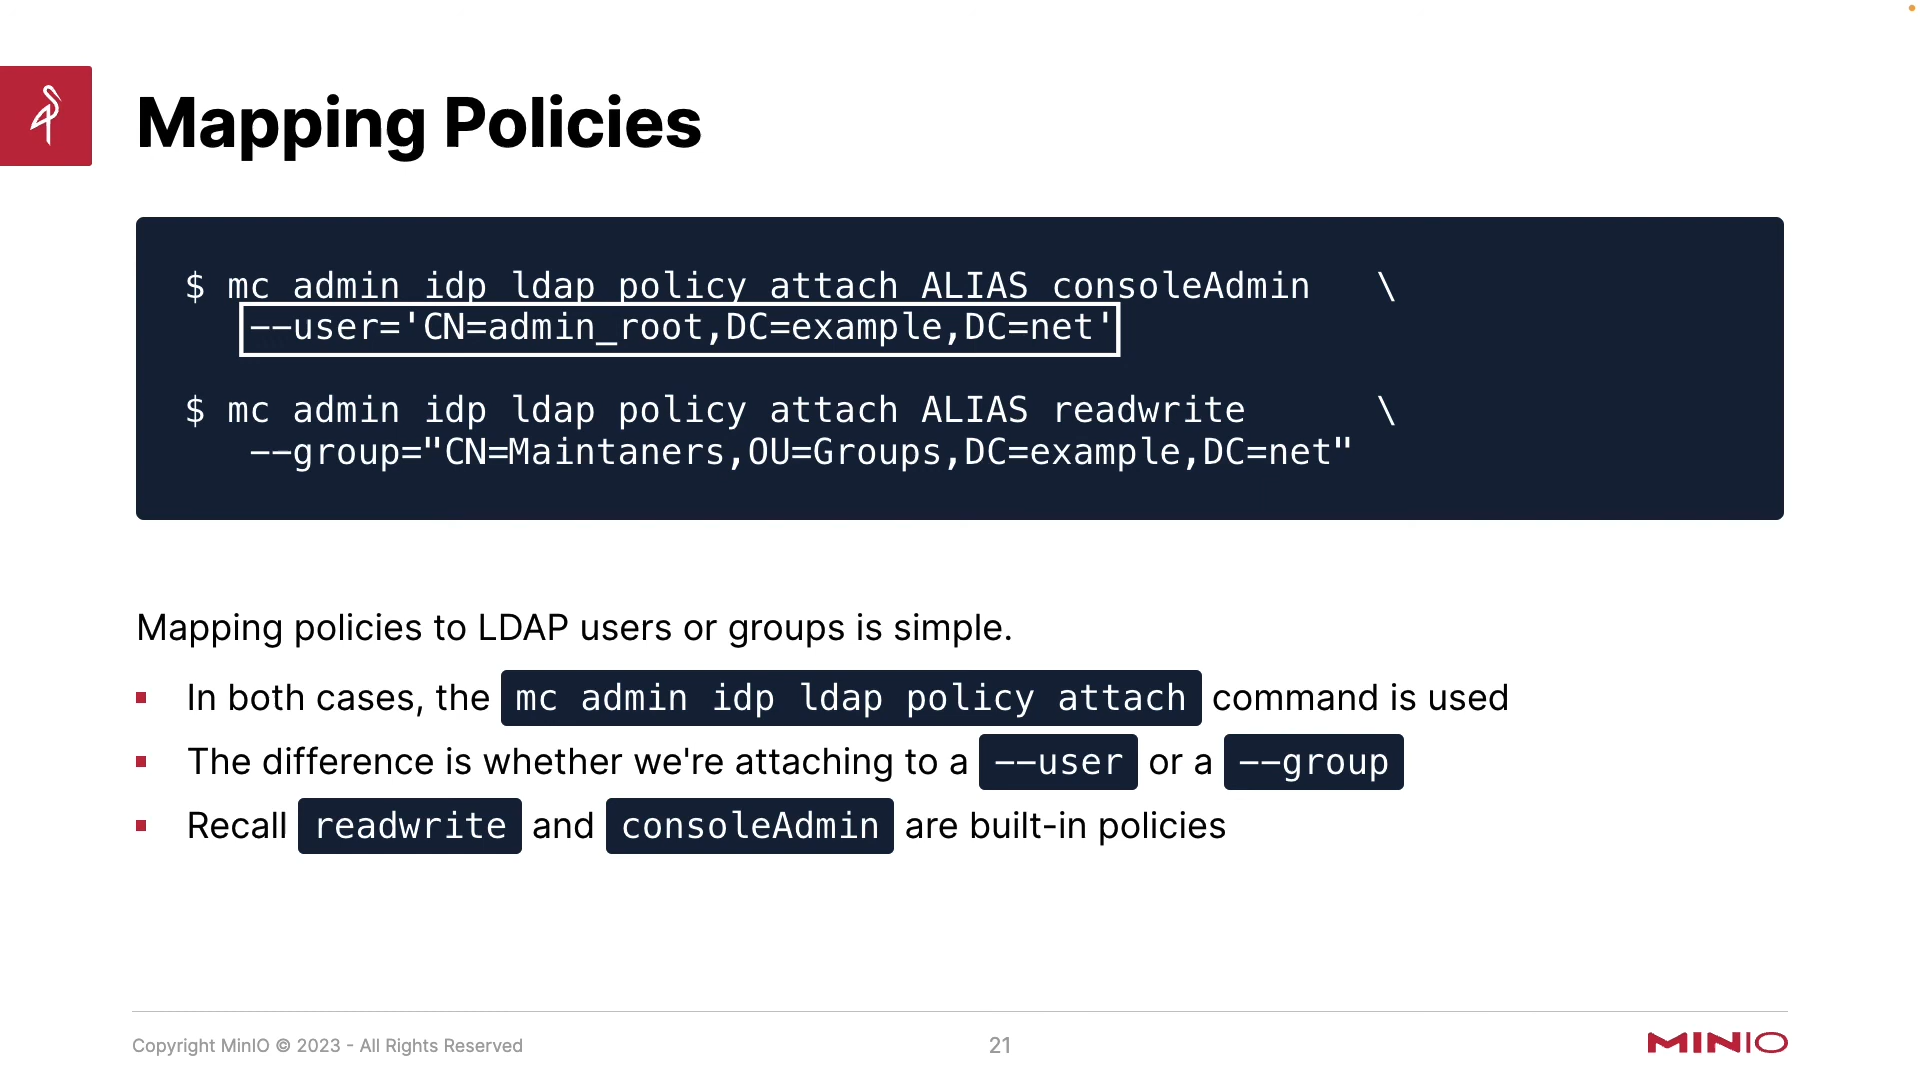 Mapping Policies
$ mc admin idp ldap policy attach ALIAS consoleAdmin \
--user='CN=admin_root,DC=example,DC=net'
$ mc admin idp ldap policy attach ALIAS readwrite \
--group="CN=Maintaners,OU=Groups,DC=example,DC=net"
Mapping policies to LDAP users or groups is simple.
▪ In both cases, the mc admin idp ldap policy attach command is used
▪ The difference is whether we're attaching to a --user or a --group
▪ Recall readwrite and consoleAdmin are built-in policies
Copyright MinIO © 2023 - All Rights Reserved
21
MINIO